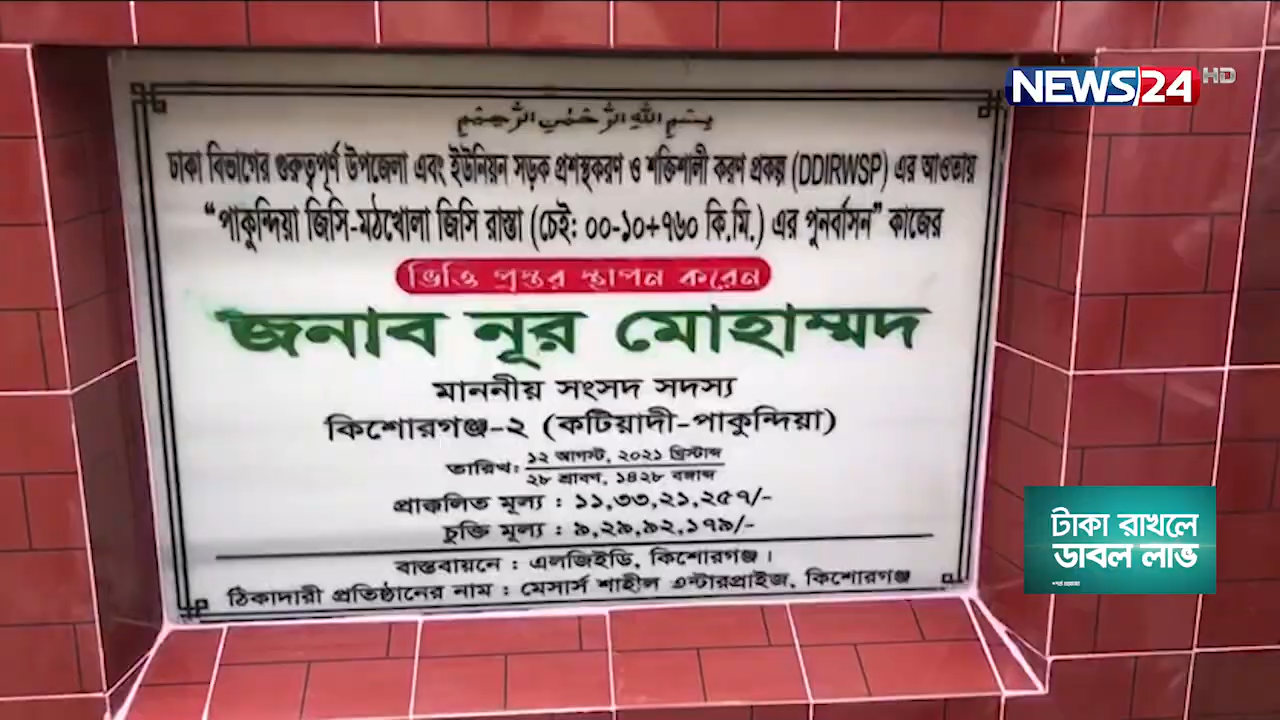 بِسْمِ اللهِ الرَّحْمٰنِ الرَّحِيْمِ
ঢাকা বিভাগের গুরুত্বপূর্ণ উপজেলা এবং ইউনিয়ন সড়ক প্রশস্থকরণ ও শক্তিশালী করণ প্রকল্প (DDIRWSP) এর আওতায়
“পাকুন্দিয়া জিসি-মঠখোলা জিসি রাস্তা (চেই: ০০-১০+৭৬০ কি.মি.) এর পুনর্বাসন” কাজের
ভিত্তি প্রস্তর স্থাপন করেন
জনাব নূর মোহাম্মদ
মাননীয় সংসদ সদস্য
কিশোরগঞ্জ-২ (কটিয়াদী-পাকুন্দিয়া)
তারিখ: ১২ আগস্ট, ২০২১ খ্রিস্টাব্দ
২৮ শ্রাবণ, ১৪২৮ বঙ্গাব্দ
প্রাক্কলিত মূল্য : ১১,৩৩,২১,২৫৭/-
চুক্তি মূল্য : ৯,২৯,৯২,১৭৯/-
বাস্তবায়নে : এলজিইডি, কিশোরগঞ্জ।
ঠিকাদারী প্রতিষ্ঠানের নাম : মেসার্স শাহীল এন্টারপ্রাইজ, কিশোরগঞ্জ
NEWS24 HD
টাকা রাখলে
ডাবল লাভ